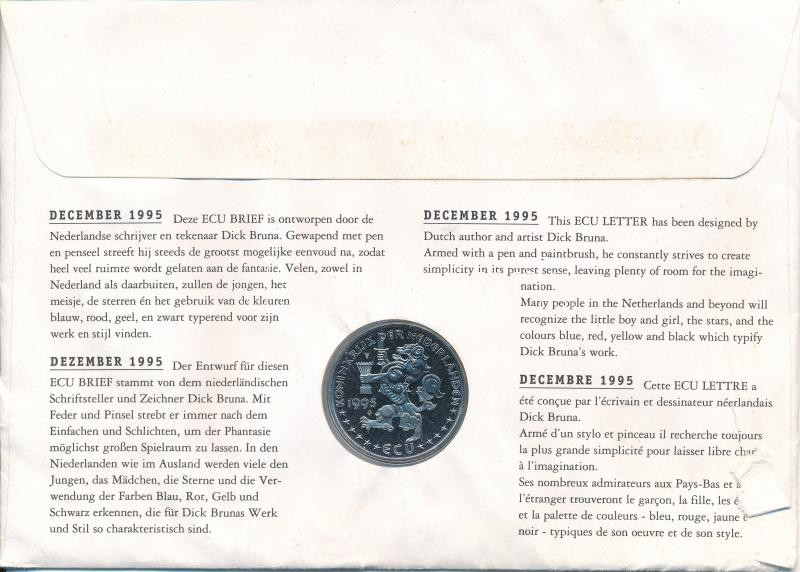 DECEMBER 1995 Deze ECU BRIEF is ontworpen door de
Nederlandse schrijver en tekenaar Dick Bruna. Gewapend met pen
en penseel streeft hij steeds de grootst mogelijke eenvoud na, zodat
heel veel ruimte wordt gelaten aan de fantasie. Velen, zowel in
Nederland als daarbuiten, zullen de jongen, het
meisje, de sterren én het gebruik van de kleuren
blauw, rood, geel, en zwart typerend voor zijn
werk en stijl vinden.
DEZEMBER 1995 Der Entwurf für diesen
ECU BRIEF stammt von dem niederländischen
Schriftsteller und Zeichner Dick Bruna. Mit
Feder und Pinsel strebt er immer nach dem
Einfachen und Schlichten, um der Phantasie
möglichst großen Spielraum zu lassen. In den
Niederlanden wie im Ausland werden viele den
Jungen, das Mädchen, die Sterne und die Ver-
wendung der Farben Blau, Rot, Gelb und
Schwarz erkennen, die für Dick Brunas Werk
und Stil so charakteristisch sind.
KONINKRIJK DER NEDERLANDEN
1995
ECU
DECEMBER 1995 This ECU LETTER has been designed by
Dutch author and artist Dick Bruna.
Armed with a pen and paintbrush, he constantly strives to create
simplicity in its purest sense, leaving plenty of room for the imagi-
nation.
Many people in the Netherlands and beyond will
recognize the little boy and girl, the stars, and the
colours blue, red, yellow and black which typify
Dick Bruna's work.
DECEMBRE 1995 Cette ECU LETTRE a
été conçue par l'écrivain et dessinateur néerlandais
Dick Bruna.
Armé d'un stylo et pinceau il recherche toujours
la plus grande simplicité pour laisser libre
à l'imagination.
Ses nombreux admirateurs aux Pays-Bas et
l'étranger trouveront le garçon, la fille, les
et la palette de couleurs - bleu, rouge, jaune
noir - typiques de son oeuvre et de son style.